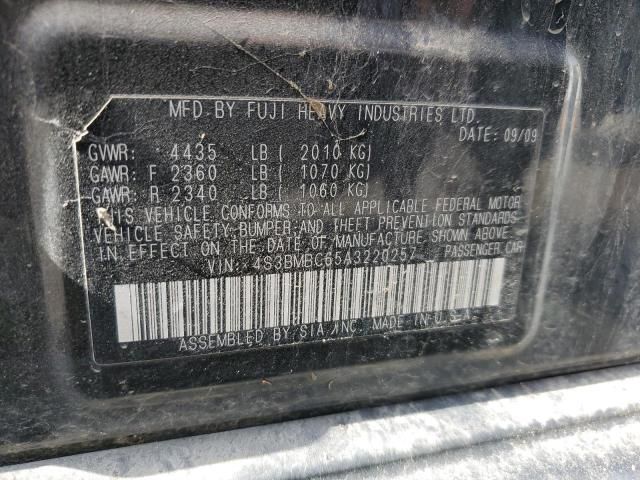 MFD.BY FUJI HEAVY INDUSTRIES LTD.
DATE: 09/09
GVWR: 4435 LB ( 2010 KG)
GAWR: F 2360 LB ( 1070 KG)
GAWR: R 2340 LB ( 1060 KG)
THIS VEHICLE CONFORMS TO ALL APPLICABLE FEDERAL MOTOR
VEHICLE SAFETY,BUMPER,AND THEFT PREVENTION STANDARDS
IN EFFECT ON THE DATE OF MANUFACTURE SHOWN ABOVE.
VIN: 4S3BMBC65A3220257 PASSENGER CAR
ASSEMBLED BY SIA, INC. MADE IN U.S.A.